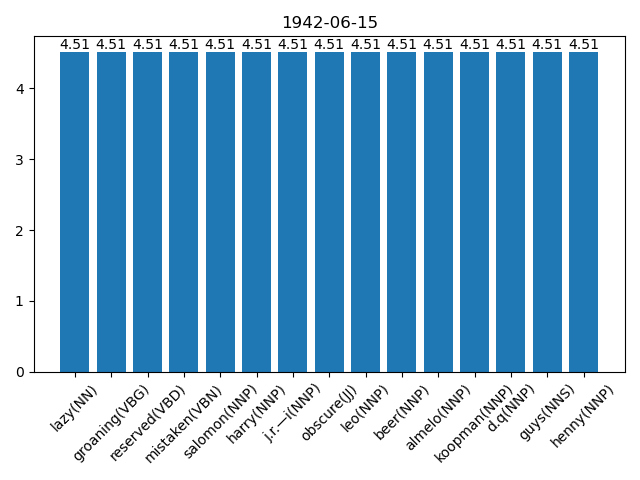 1942-06-15
4.51 4.51 4.51 4.51 4.51 4.51 4.51 4.51 4.51 4.51 4.51 4.51 4.51 4.51 4.51
4
3
2
1
0
lazy(NN)
groaning(VBG)
reserved(VBD)
mistaken(VBN)
salomon(NNP)
harry(NNP)
j.r.—i(NNP)
obscure(JJ)
leo(NNP)
beer(NNP)
almelo(NNP)
koopman(NNP)
d.q(NNP)
guys(NNS)
henny(NNP)